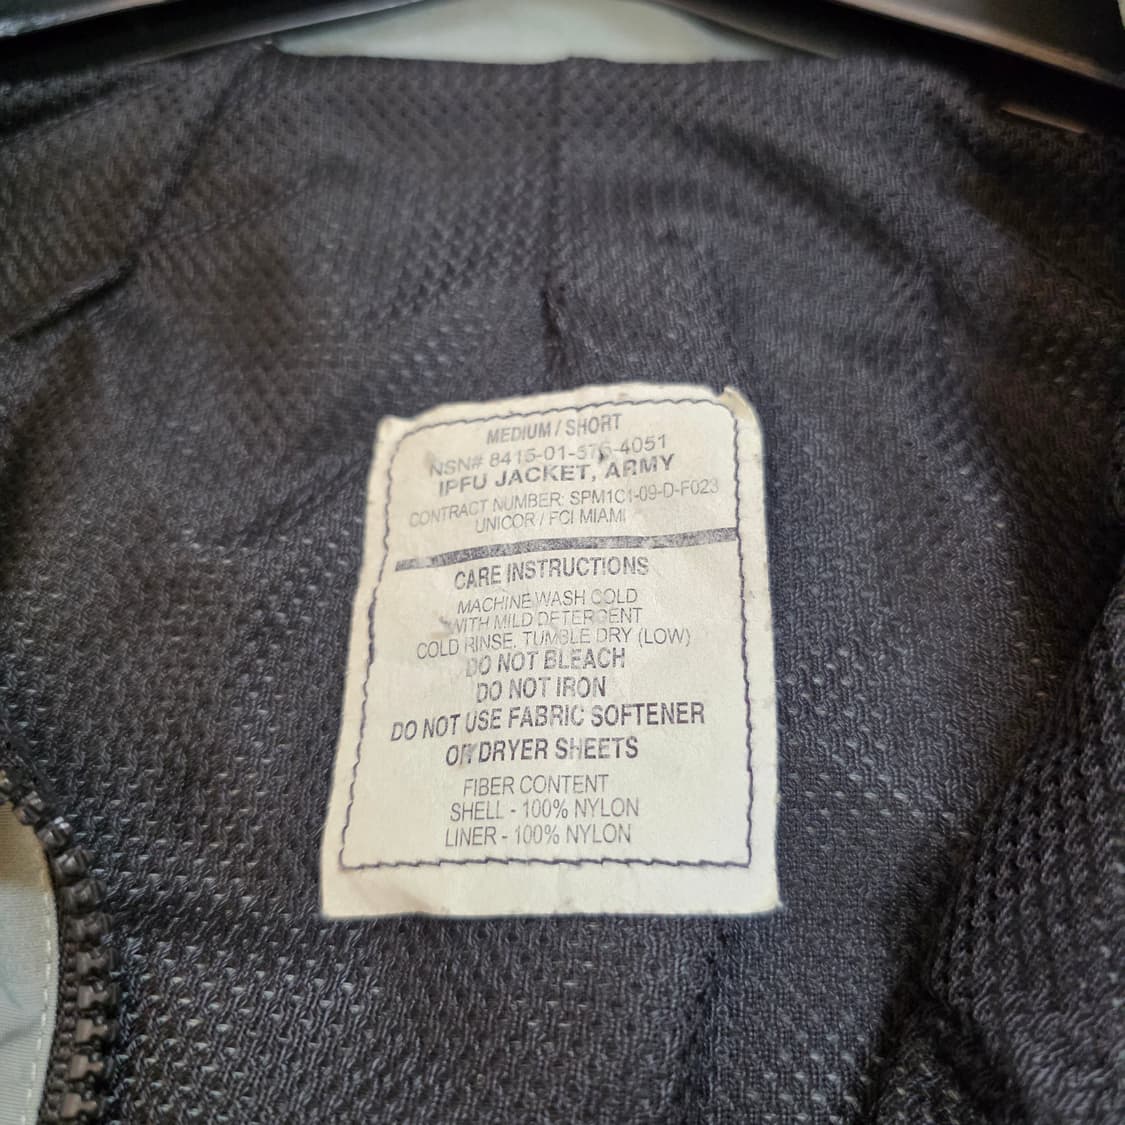 MEDIUM / SHORT
NSN# 8415-01-576-4051
IPFU JACKET, ARMY
CONTRACT NUMBER: SPM1C1-09-D-F023
UNICOR / FCI MIAMI
CARE INSTRUCTIONS
MACHINE WASH COLD
WITH MILD DETERGENT
COLD RINSE, TUMBLE DRY (LOW)
DO NOT BLEACH
DO NOT IRON
DO NOT USE FABRIC SOFTENER
OR DRYER SHEETS
FIBER CONTENT
SHELL - 100% NYLON
LINER - 100% NYLON